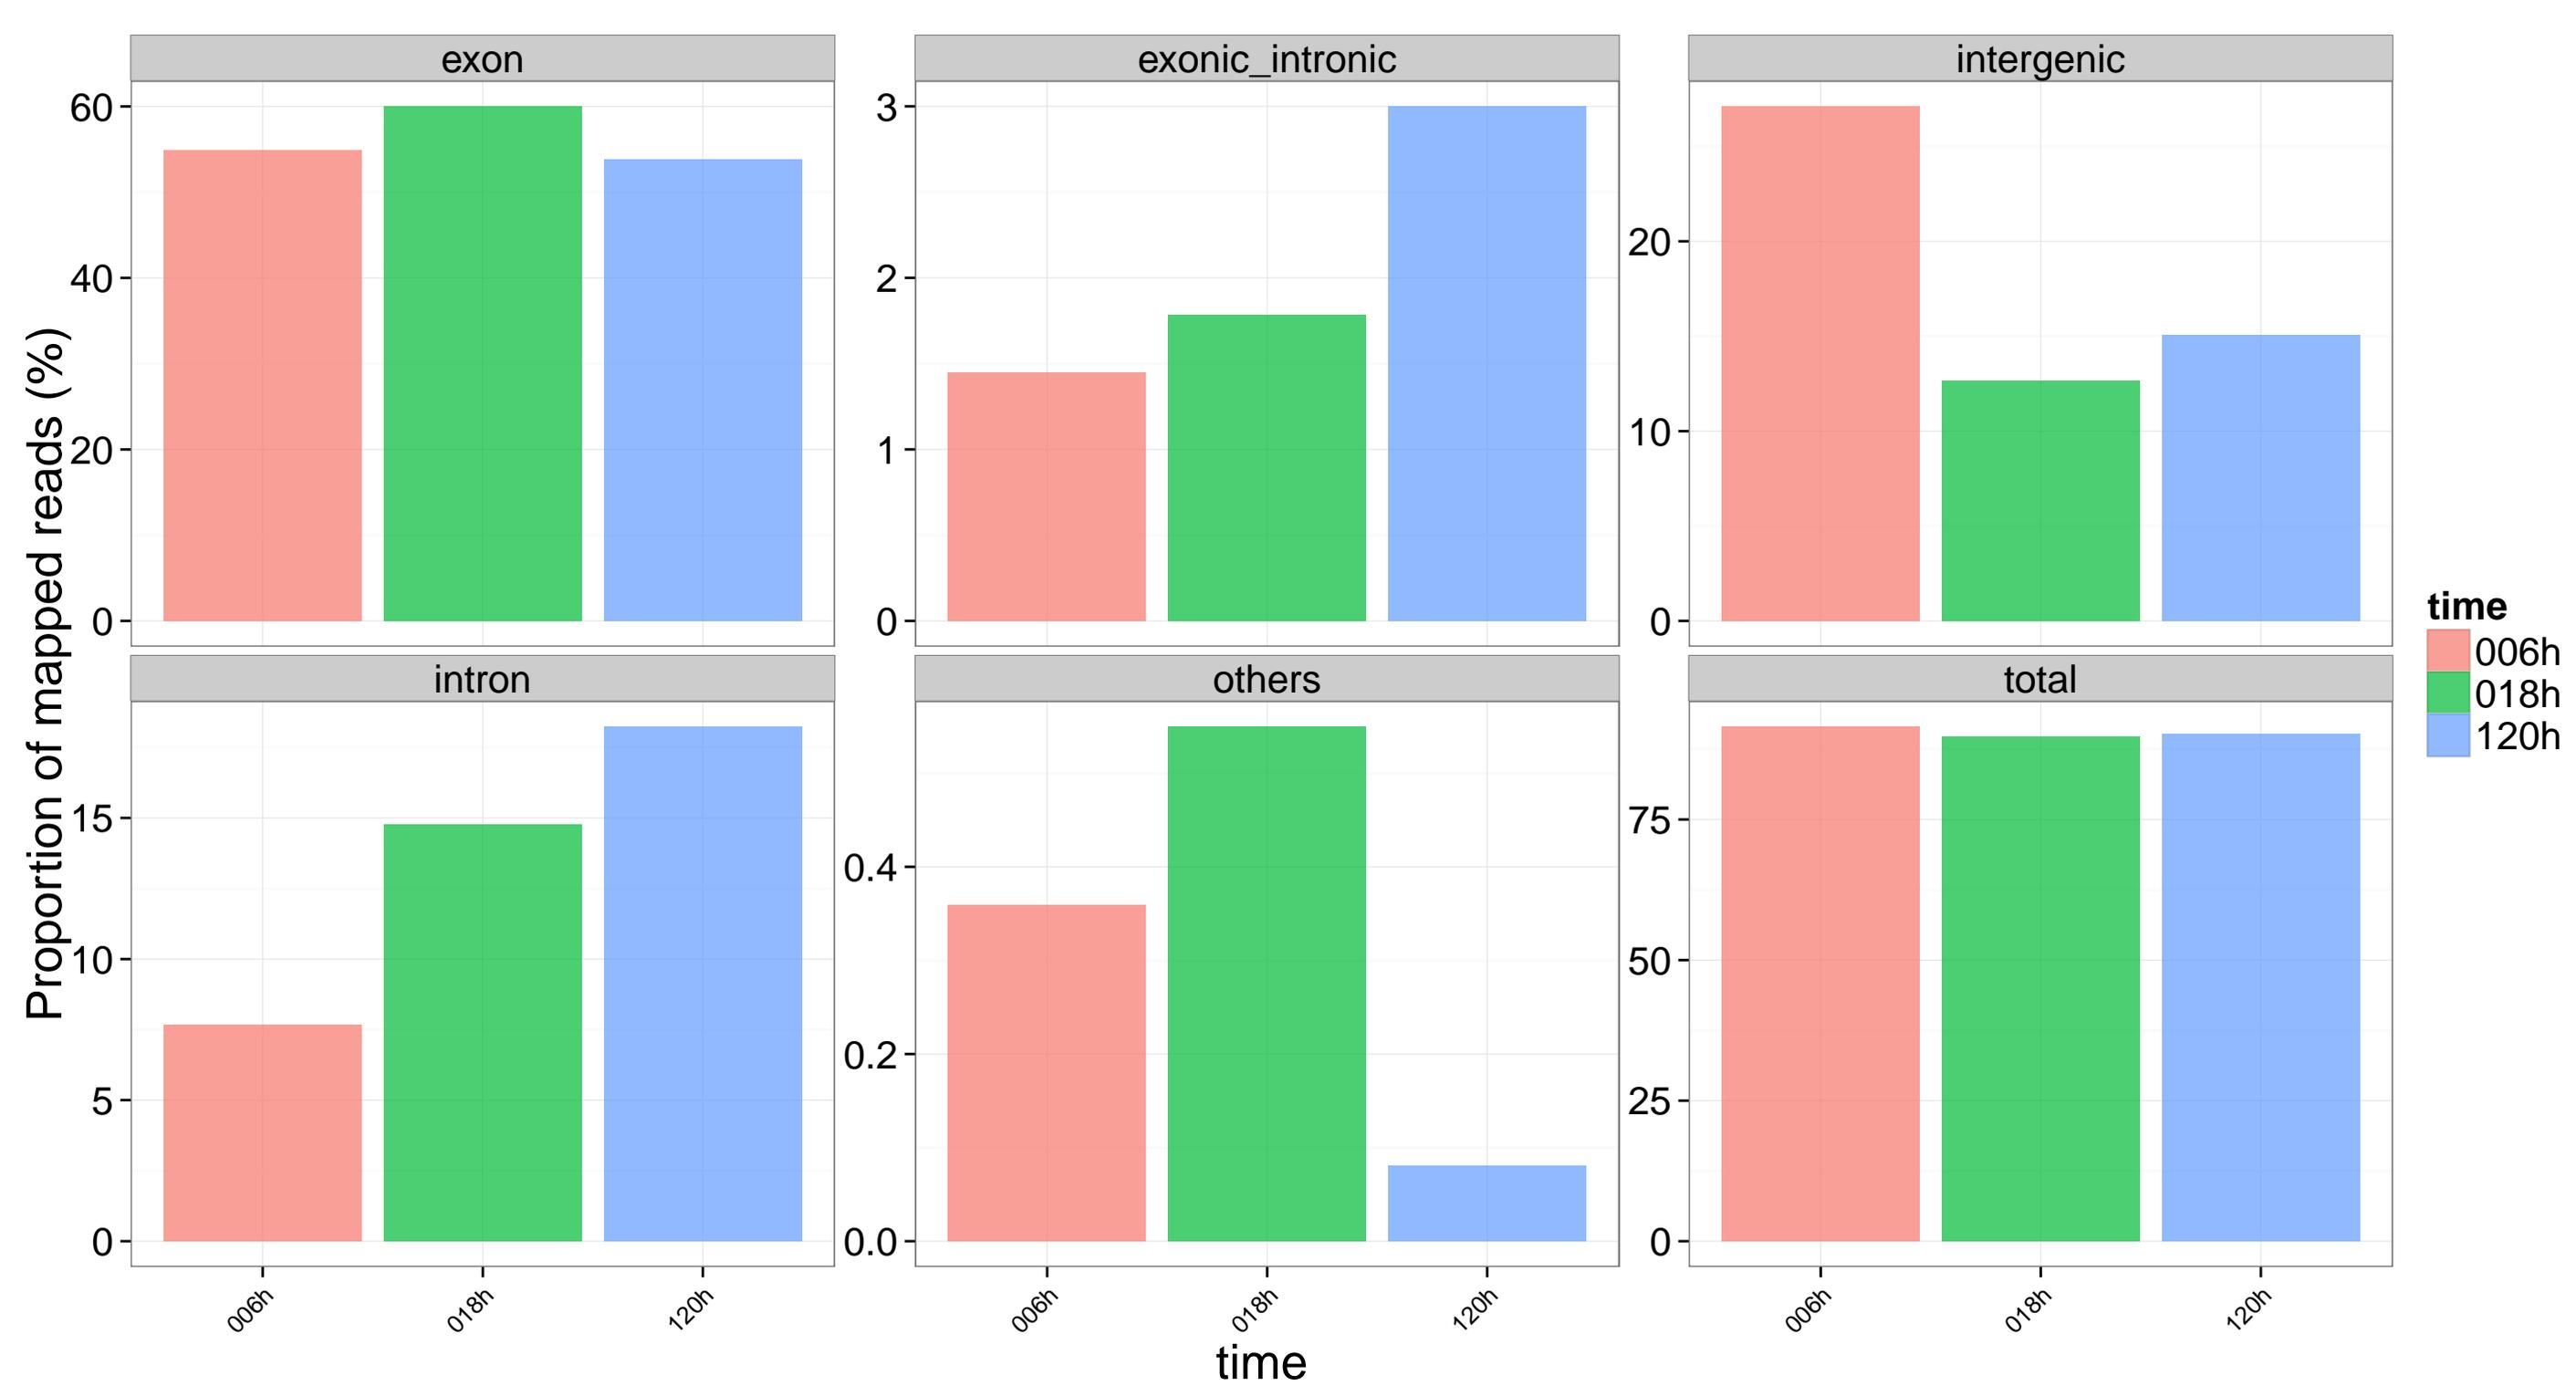 exon
exonic_intronic
intergenic
60
40
20
0
3
2
1
0
20
10
0
Proportion of mapped reads (%)
intron
others
total
15
10
5
0
0.4
0.2
0.0
75
50
25
0
006h
018h
120h
006h
018h
120h
006h
018h
120h
time
time
006h
018h
120h